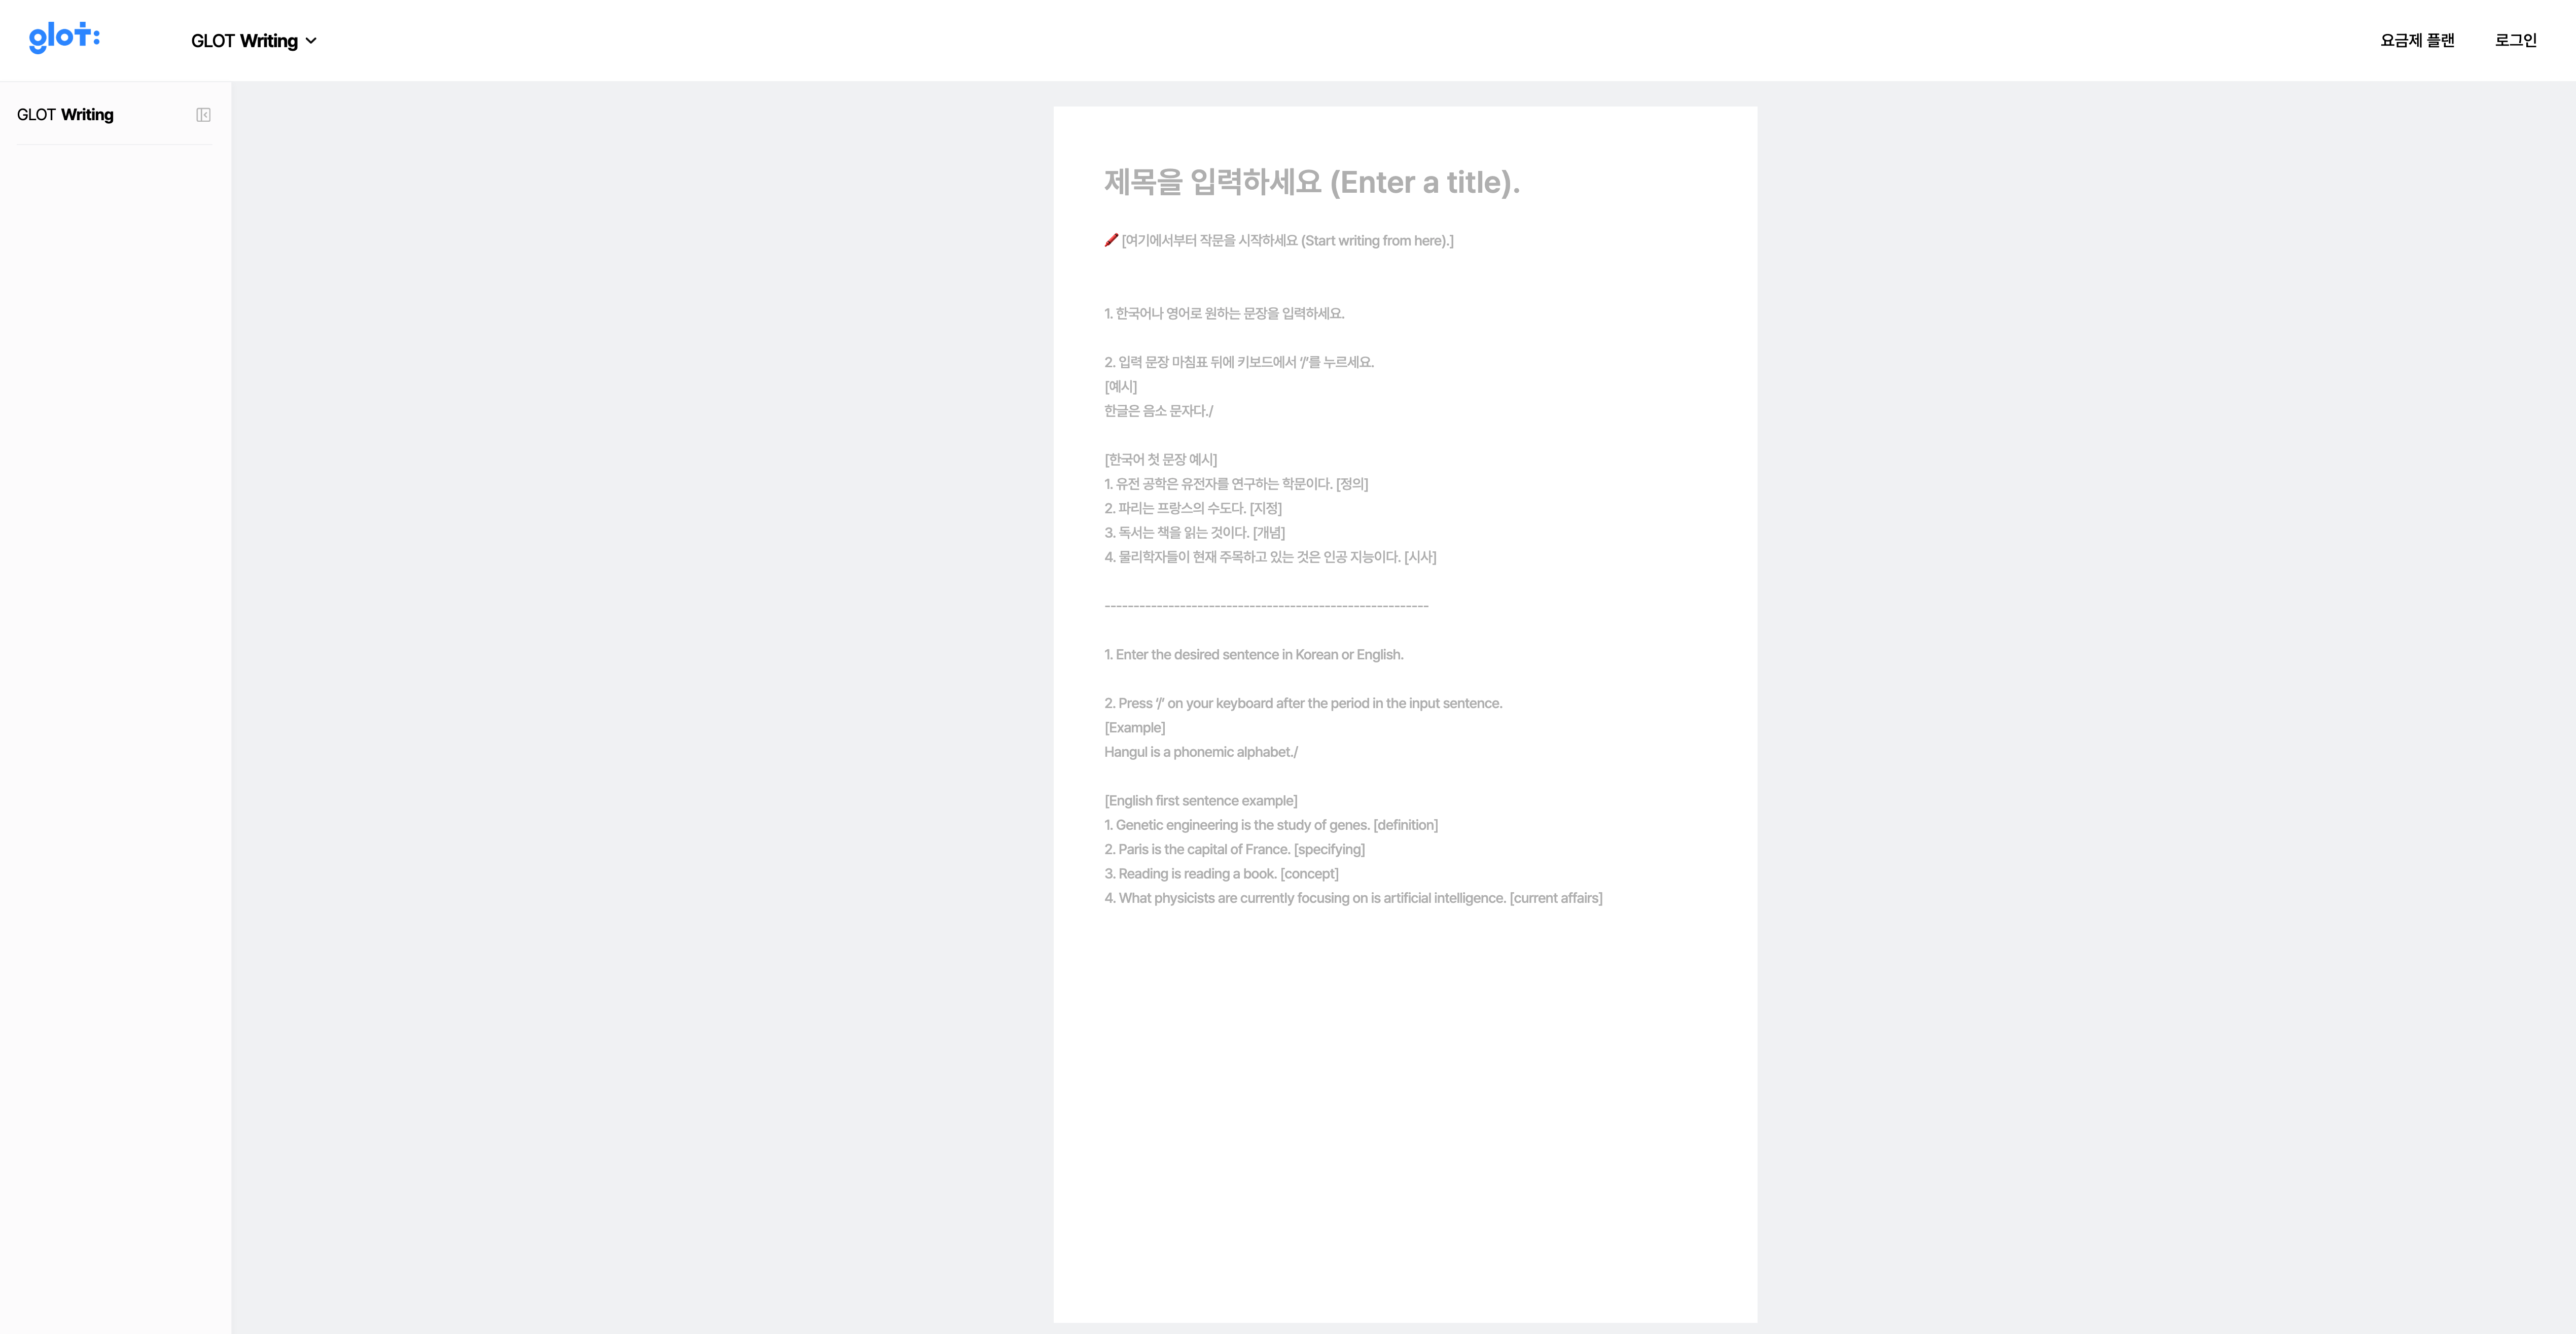 glot:
GLOT Writing
요금제 플랜
로그인
GLOT Writing
제목을 입력하세요 (Enter a title).
[여기에서부터 작문을 시작하세요 (Start writing from here).]
1. 한국어나 영어로 원하는 문장을 입력하세요.
2. 입력 문장 마침표 뒤에 키보드에서 ‘/’를 누르세요.
[예시]
한글은 음소 문자다./
[한국어 첫 문장 예시]
1. 유전 공학은 유전자를 연구하는 학문이다. [정의]
2. 파리는 프랑스의 수도다. [지정]
3. 독서는 책을 읽는 것이다. [개념]
4. 물리학자들이 현재 주목하고 있는 것은 인공 지능이다. [시사]
--------------------------------------------------------
1. Enter the desired sentence in Korean or English.
2. Press ‘/’ on your keyboard after the period in the input sentence.
[Example]
Hangul is a phonemic alphabet./
[English first sentence example]
1. Genetic engineering is the study of genes. [definition]
2. Paris is the capital of France. [specifying]
3. Reading is reading a book. [concept]
4. What physicists are currently focusing on is artificial intelligence. [current affairs]